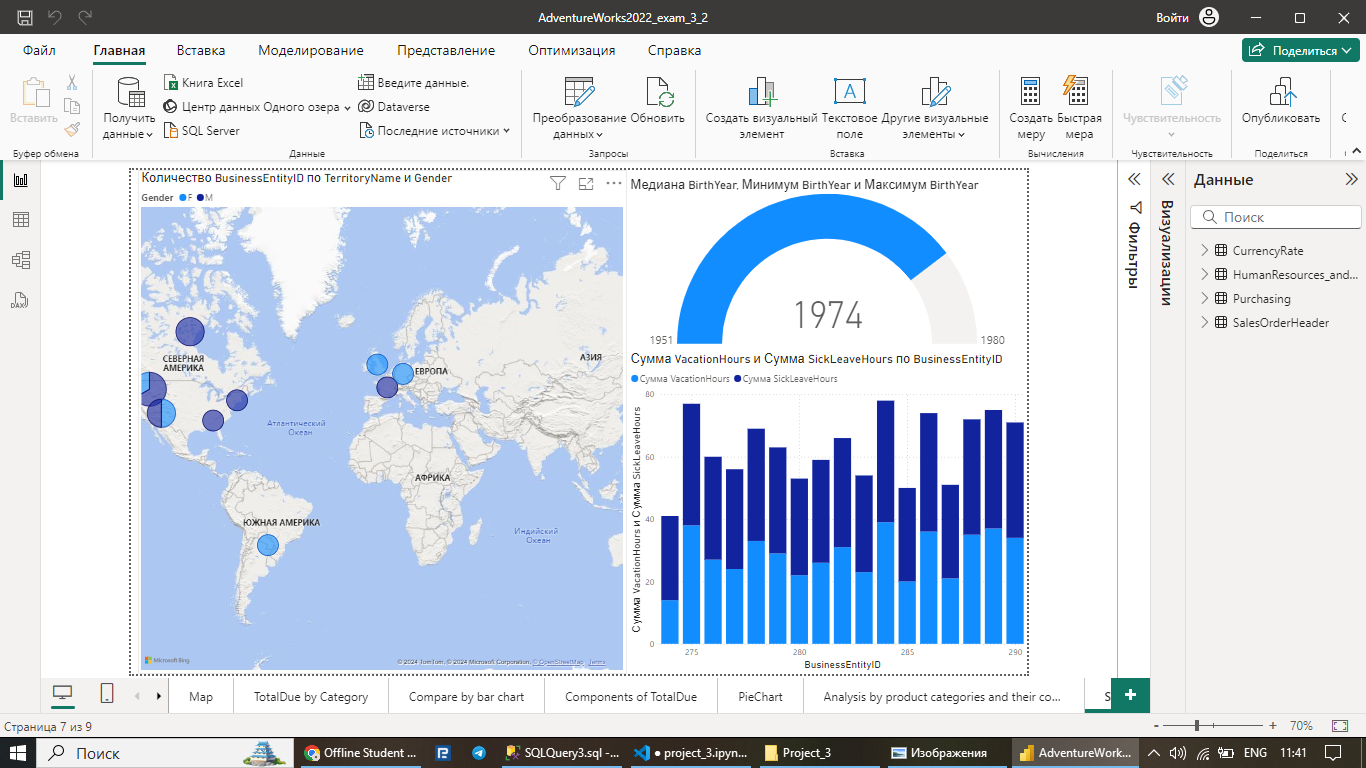 AdventureWorks2022_exam_3_2
Войти
Файл
Главная
Вставка
Моделирование
Представление
Оптимизация
Справка
Поделиться
Вставить
Буфер обмена
Получить
данные
Книга Excel
Центр данных Одного озера
SQL Server
Введите данные.
Dataverse
Последние источники
Данные
Преобразование
данных
Обновить
Запросы
Создать визуальный
элемент
Текстовое
поле
Другие визуальные
элементы
Вставка
Создать
меру
Быстрая
мера
Вычисления
Чувствительность
Чувствительность
Опубликовать
Поделиться
DAX
Количество BusinessEntityID по TerritoryName и Gender
Gender F M
СЕВЕРНАЯ
АМЕРИКА
ЕВРОПА
АЗИЯ
Атлантический
Океан
АФРИКА
ЮЖНАЯ АМЕРИКА
Индийский
Океан
Microsoft Bing
© 2024 TomTom, © 2024 Microsoft Corporation, © OpenStreetMap Terms
Медиана BirthYear, Минимум BirthYear и Максимум BirthYear
1974
1951
1980
Сумма VacationHours и Сумма SickLeaveHours по BusinessEntityID
Сумма VacationHours Сумма SickLeaveHours
Сумма VacationHours и Сумма SickLeaveHours
80
60
40
20
0
275
280
285
290
BusinessEntityID
Фильтры
Визуализации
Данные
Поиск
CurrencyRate
HumanResources_and...
Purchasing
SalesOrderHeader
Map
TotalDue by Category
Compare by bar chart
Components of TotalDue
PieChart
Analysis by product categories and their co...
Страница 7 из 9
70%
Поиск
Offline Student ...
SQLQuery3.sql -...
● project_3.ipyn...
Project_3
Изображения
AdventureWork...
ENG
11:41